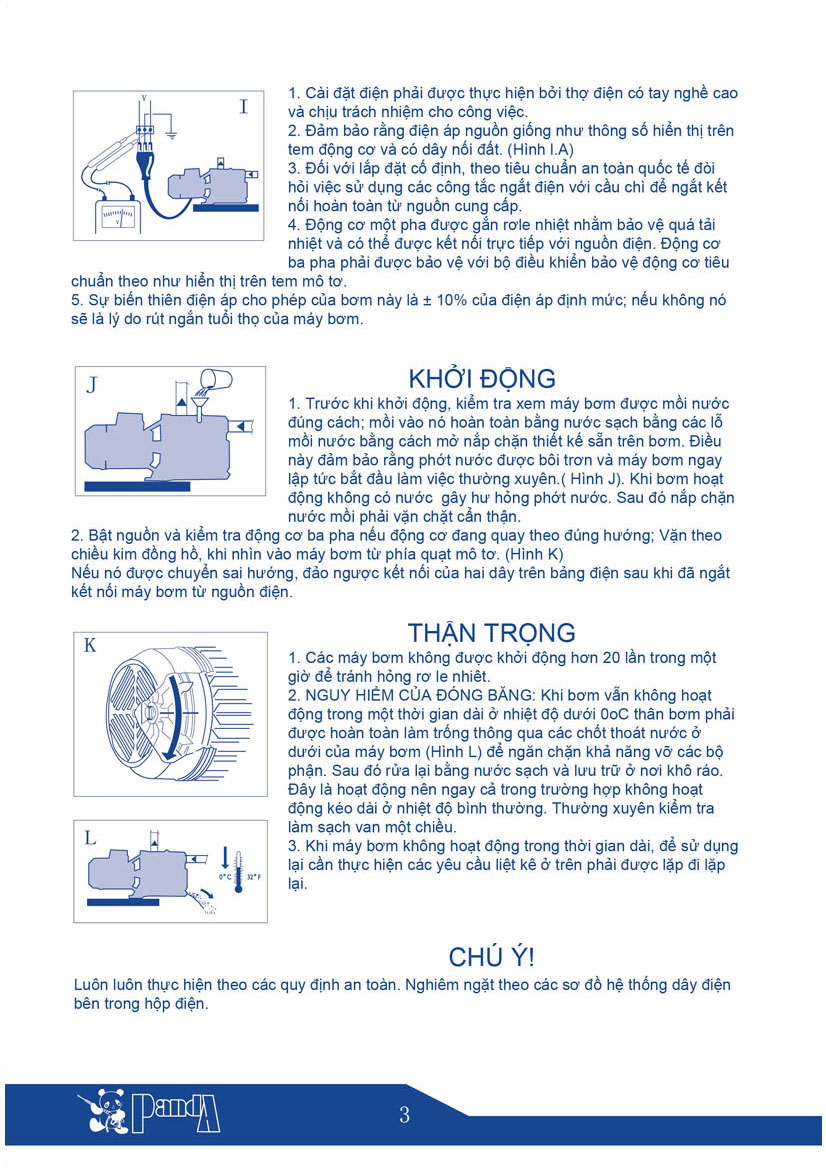 V
I
V
1. Cài đặt điện phải được thực hiện bởi thợ điện có tay nghề cao
và chịu trách nhiệm cho công việc.
2. Đảm bảo rằng điện áp nguồn giống như thông số hiển thị trên
tem động cơ và có dây nối đất. (Hình I.A)
3. Đối với lắp đặt cố định, theo tiêu chuẩn an toàn quốc tế đòi
hỏi việc sử dụng các công tắc ngắt điện với cầu chì để ngắt kết
nối hoàn toàn từ nguồn cung cấp.
4. Động cơ một pha được gắn rơle nhiệt nhằm bảo vệ quá tải
nhiệt và có thể được kết nối trực tiếp với nguồn điện. Động cơ
ba pha phải được bảo vệ với bộ điều khiển bảo vệ động cơ tiêu
chuẩn theo như hiển thị trên tem mô tơ.
5. Sự biến thiên điện áp cho phép của bơm này là ± 10% của điện áp định mức; nếu không nó
sẽ là lý do rút ngắn tuổi thọ của máy bơm.
J
KHỞI ĐỘNG
1. Trước khi khởi động, kiểm tra xem máy bơm được mồi nước
đúng cách; mồi vào nó hoàn toàn bằng nước sạch bằng các lỗ
mồi nước bằng cách mở nắp chặn thiết kế sẵn trên bơm. Điều
này đảm bảo rằng phớt nước được bôi trơn và máy bơm ngay
lập tức bắt đầu làm việc thường xuyên.( Hình J). Khi bơm hoạt
động không có nước gây hư hỏng phớt nước. Sau đó nắp chặn
nước mồi phải vặn chặt cẩn thận.
2. Bật nguồn và kiểm tra động cơ ba pha nếu động cơ đang quay theo đúng hướng; Vặn theo
chiều kim đồng hồ, khi nhìn vào máy bơm từ phía quạt mô tơ. (Hình K)
Nếu nó được chuyển sai hướng, đảo ngược kết nối của hai dây trên bảng điện sau khi đã ngắt
kết nối máy bơm từ nguồn điện.
K
THẬN TRỌNG
1. Các máy bơm không được khởi động hơn 20 lần trong một
giờ để tránh hỏng rơ le nhiêt.
2. NGUY HIỂM CỦA ĐÓNG BĂNG: Khi bơm vẫn không hoạt
động trong một thời gian dài ở nhiệt độ dưới 0oC thân bơm phải
được hoàn toàn làm trống thông qua các chốt thoát nước ở
dưới của máy bơm (Hình L) để ngăn chặn khả năng vỡ các bộ
phận. Sau đó rửa lại bằng nước sạch và lưu trữ ở nơi khô ráo.
Đây là hoạt động nên ngay cả trong trường hợp không hoạt
động kéo dài ở nhiệt độ bình thường. Thường xuyên kiểm tra
làm sạch van một chiều.
3. Khi máy bơm không hoạt động trong thời gian dài, để sử dụng
lại cần thực hiện các yêu cầu liệt kê ở trên phải được lặp đi lặp
lại.
L
0°C 32°F
CHÚ Ý!
Luôn luôn thực hiện theo các quy định an toàn. Nghiêm ngặt theo các sơ đồ hệ thống dây điện
bên trong hộp điện.
PandA
3